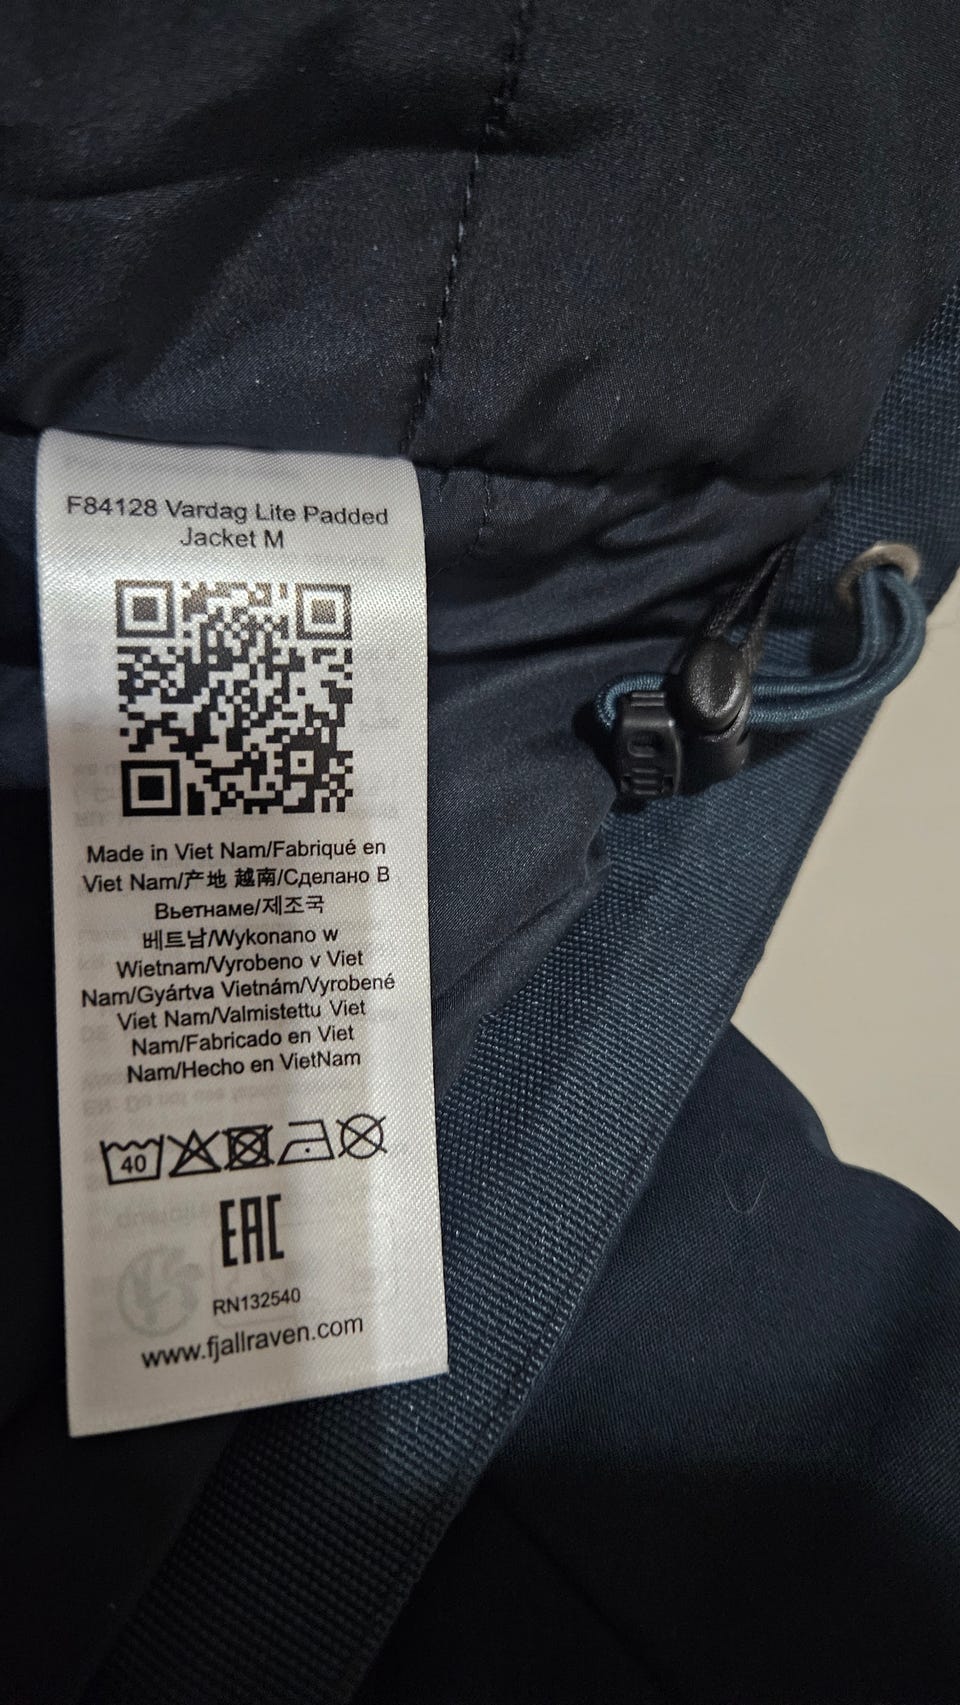 F84128 Vardag Lite Padded
Jacket M
Made in Viet Nam/Fabriqué en
Viet Nam/产地 越南/Сделано В
Вьетнаме/제조국
베트남/Wykonano w
Wietnam/Vyrobeno v Viet
Nam/Gyártva Vietnám/Vyrobené
Viet Nam/Valmistettu Viet
Nam/Fabricado en Viet
Nam/Hecho en VietNam
40
EAC
RN132540
www.fjallraven.com